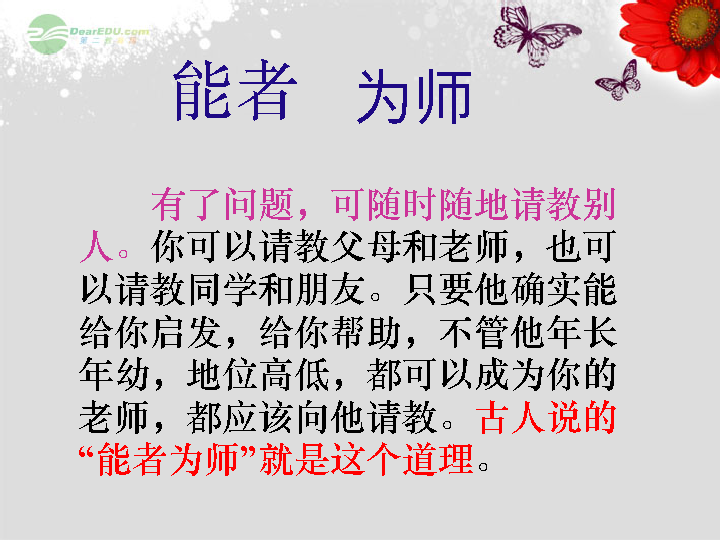 DearEDU.com
第二教育网
能者 为师
有了问题，可随时随地请教别
人。你可以请教父母和老师，也可
以请教同学和朋友。只要他确实能
给你启发，给你帮助，不管他年长
年幼，地位高低，都可以成为你的
老师，都应该向他请教。古人说的
“能者为师”就是这个道理。